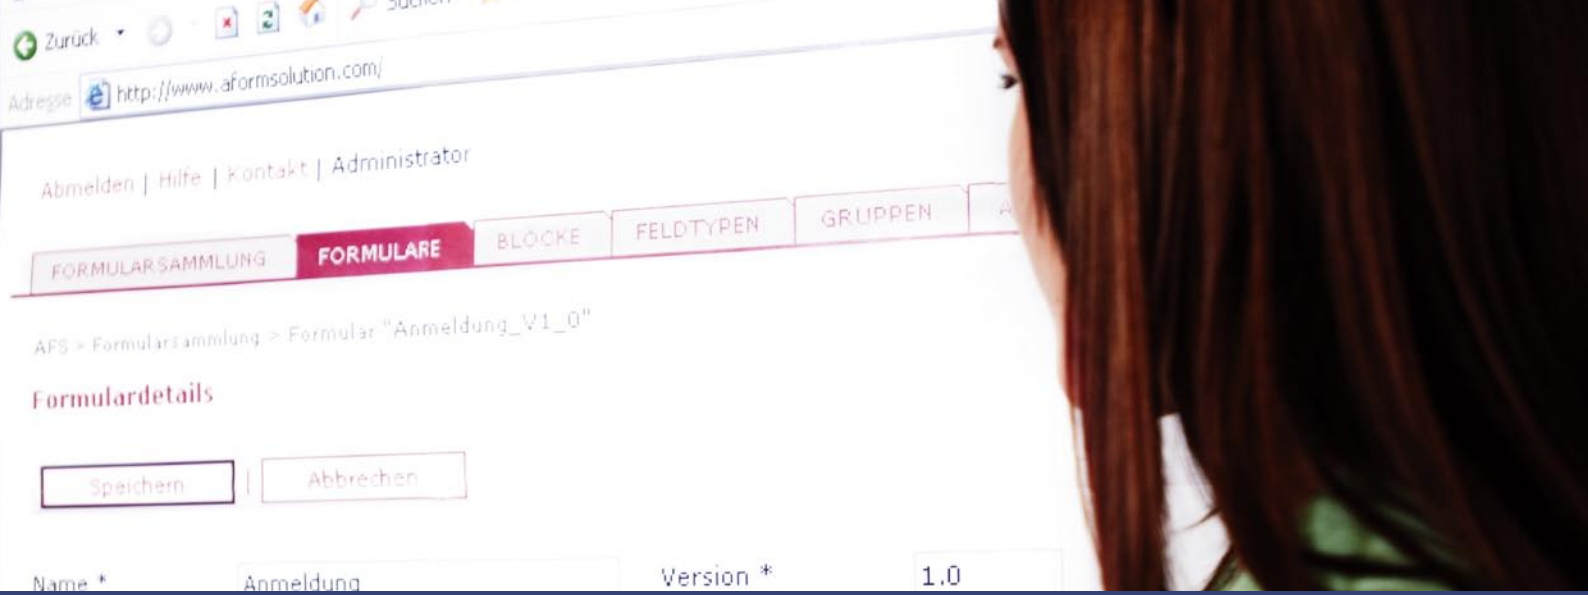 Zurück Suchen
Adresse http://www.aformsolution.com/
Abmelden | Hilfe | Kontakt | Administrator
FORMULARSAMMLUNG FORMULARE BLÖCKE FELDTYPEN GRUPPEN A
AFS > Formularsammlung > Formular "Anmeldung_V1_0"
Formulardetails
Speichern | Abbrechen
Name * Anmeldung Version * 1.0